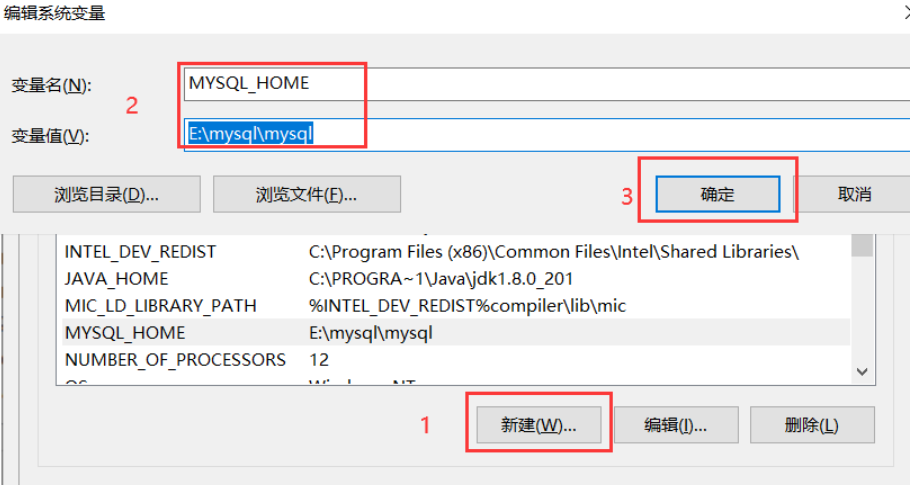 编辑系统变量
变量名(N):
MYSQL_HOME
2
变量值(V):
E:\mysql\mysql
浏览目录(D)...
浏览文件(F)...
3
确定
取消
INTEL_DEV_REDIST C:\Program Files (x86)\Common Files\Intel\Shared Libraries\
JAVA_HOME C:\PROGRA~1\Java\jdk1.8.0_201
MIC_LD_LIBRARY_PATH %INTEL_DEV_REDIST%compiler\lib\mic
MYSQL_HOME E:\mysql\mysql
NUMBER_OF_PROCESSORS 12
1
新建(W)...
编辑(I)...
删除(L)